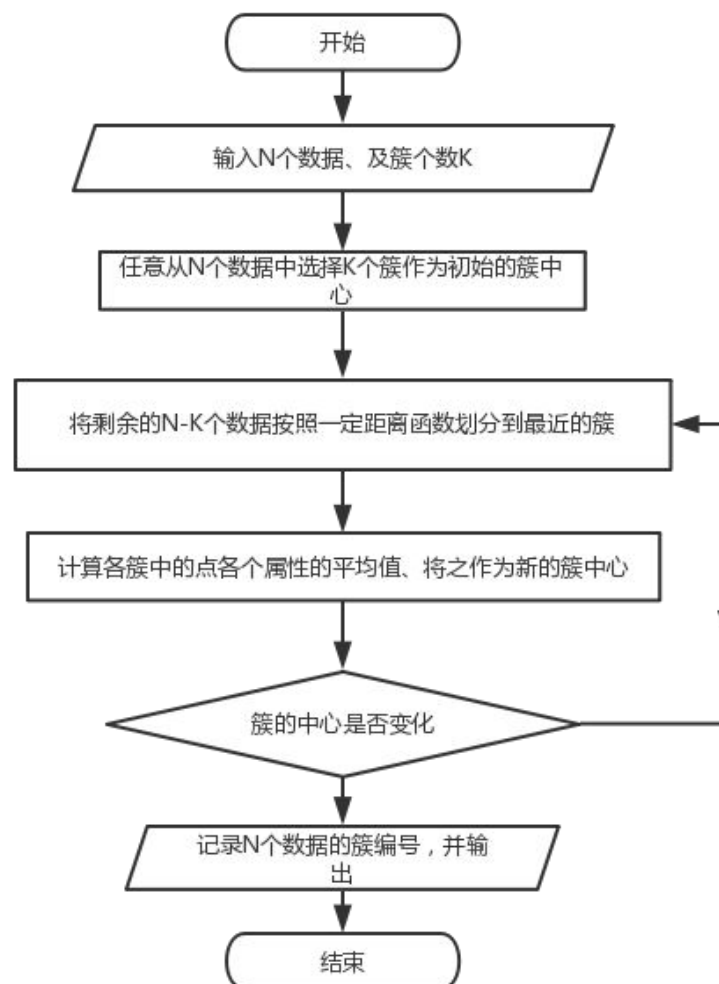 开始
输入N个数据、及簇个数K
任意从N个数据中选择K个簇作为初始的簇中
心
将剩余的N-K个数据按照一定距离函数划分到最近的簇
计算各簇中的点各个属性的平均值、将之作为新的簇中心
簇的中心是否变化
记录N个数据的簇编号，并输
出
结束